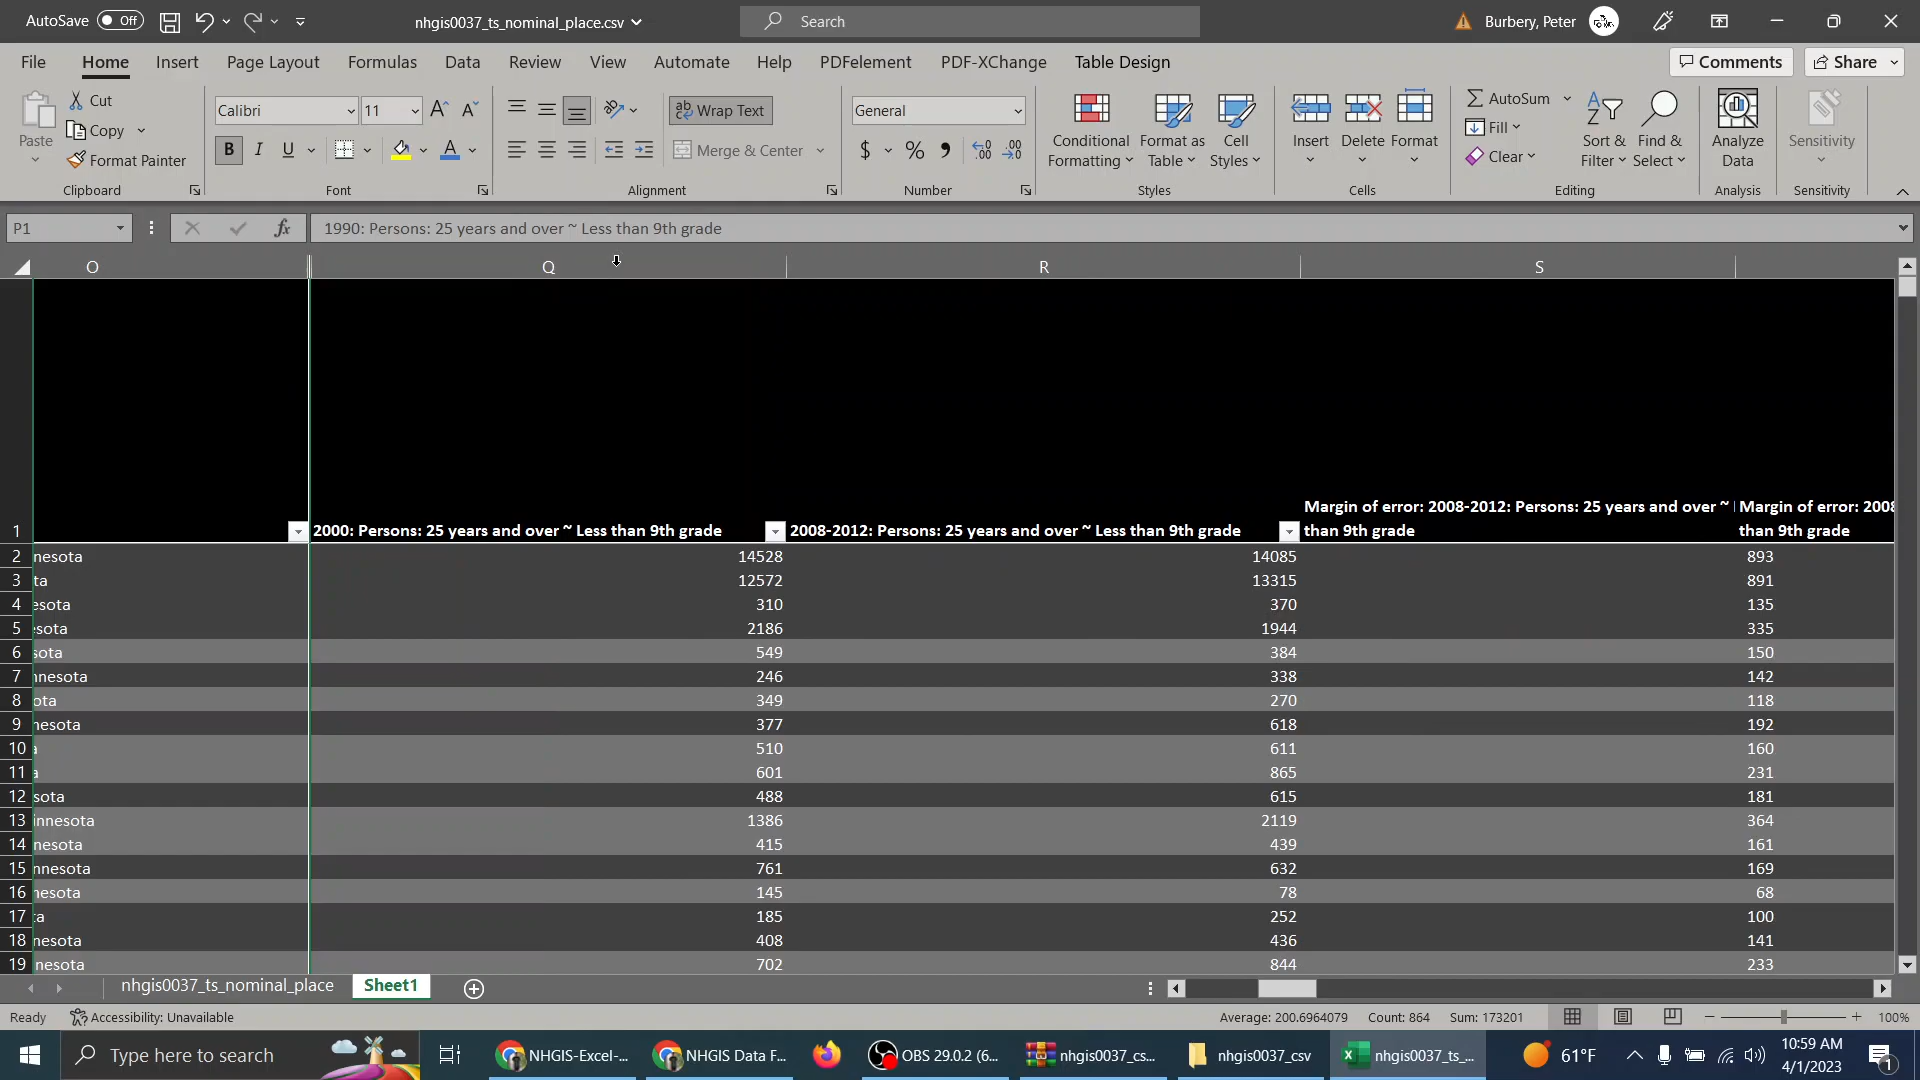 AutoSave Off nhgis0037_ts_nominal_place.csv Search Burbery, Peter
File Home Insert Page Layout Formulas Data Review View Automate Help PDFelement PDF-XChange Table Design Comments Share
Paste Cut Copy Format Painter Clipboard
Calibri 11 A A B I U A Font
ab Wrap Text Merge & Center Alignment
General $ % , Number
Conditional Formatting Format as Table Cell Styles Styles
Insert Delete Format Cells
AutoSum Fill Clear Sort & Filter Find & Select Editing
Analyze Data Analysis
Sensitivity Sensitivity
P1 fx 1990: Persons: 25 years and over ~ Less than 9th grade
O Q R S
Margin of error: 2008-2012: Persons: 25 years and over ~ Margin of error: 2008
1 2000: Persons: 25 years and over ~ Less than 9th grade 2008-2012: Persons: 25 years and over ~ Less than 9th grade than 9th grade than 9th grade
2 nesota 14528 14085 893
3 ta 12572 13315 891
4 esota 310 370 135
5 sota 2186 1944 335
6 sota 549 384 150
7 nnesota 246 338 142
8 ota 349 270 118
9 nesota 377 618 192
10 a 510 611 160
11 a 601 865 231
12 sota 488 615 181
13 innesota 1386 2119 364
14 nesota 415 439 161
15 nnesota 761 632 169
16 nesota 145 78 68
17 ta 185 252 100
18 nesota 408 436 141
19 nesota 702 844 233
nhgis0037_ts_nominal_place Sheet1
Ready Accessibility: Unavailable Average: 200.6964079 Count: 864 Sum: 173201 100%
Type here to search NHGIS-Excel-... NHGIS Data F... OBS 29.0.2 (6... nhgis0037_cs... nhgis0037_csv nhgis0037_ts_... 61°F 10:59 AM
4/1/2023 1